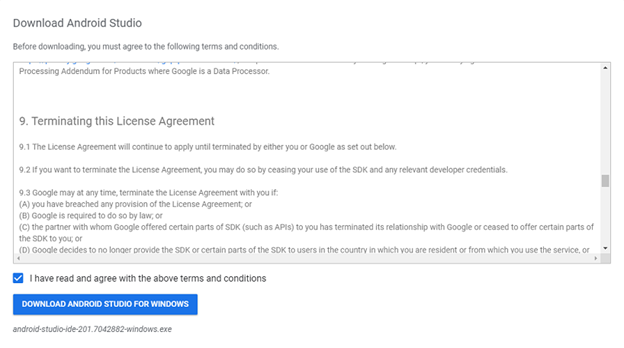 Download Android Studio
Before downloading, you must agree to the following terms and conditions.
Processing Addendum for Products where Google is a Data Processor.
9. Terminating this License Agreement
9.1 The License Agreement will continue to apply until terminated by either you or Google as set out below.
9.2 If you want to terminate the License Agreement, you may do so by ceasing your use of the SDK and any relevant developer credentials.
9.3 Google may at any time, terminate the License Agreement with you if:
(A) you have breached any provision of the License Agreement; or
(B) Google is required to do so by law; or
(C) the partner with whom Google offered certain parts of SDK (such as APIs) to you has terminated its relationship with Google or ceased to offer certain parts of
the SDK to you; or
(D) Google decides to no longer provide the SDK or certain parts of the SDK to users in the country in which you are resident or from which you use the service, or
I have read and agree with the above terms and conditions
DOWNLOAD ANDROID STUDIO FOR WINDOWS
android-studio-ide-201.7042882-windows.exe